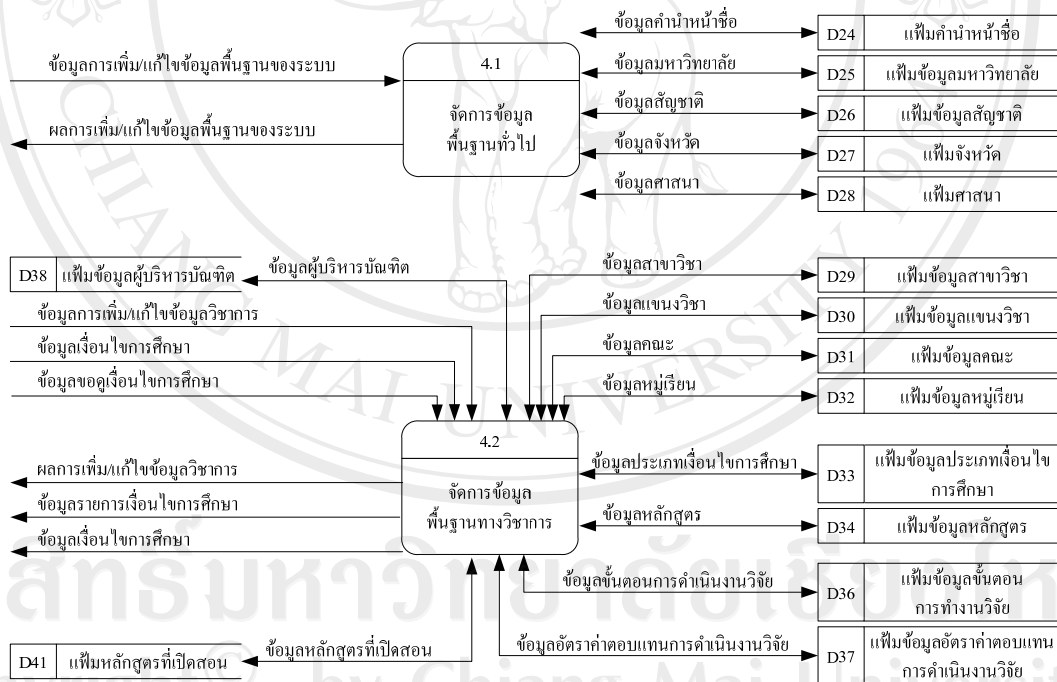 ข้อมูลคำนำหน้าชื่อ
D24 แฟ้มคำนำหน้าชื่อ
4.1
ข้อมูลการเพิ่ม/แก้ไขข้อมูลพื้นฐานของระบบ
ข้อมูลมหาวิทยาลัย
D25 แฟ้มข้อมูลมหาวิทยาลัย
จัดการข้อมูล
พื้นฐานทั่วไป
ข้อมูลสัญชาติ
D26 แฟ้มข้อมูลสัญชาติ
ผลการเพิ่ม/แก้ไขข้อมูลพื้นฐานของระบบ
ข้อมูลจังหวัด
D27 แฟ้มจังหวัด
ข้อมูลศาสนา
D28 แฟ้มศาสนา
D38 แฟ้มข้อมูลผู้บริหารบัณฑิต
ข้อมูลผู้บริหารบัณฑิต
ข้อมูลสาขาวิชา
D29 แฟ้มข้อมูลสาขาวิชา
ข้อมูลการเพิ่ม/แก้ไขข้อมูลวิชาการ
ข้อมูลแขนงวิชา
D30 แฟ้มข้อมูลแขนงวิชา
ข้อมูลเงื่อนไขการศึกษา
ข้อมูลคณะ
D31 แฟ้มข้อมูลคณะ
ข้อมูลขอดูเงื่อนไขการศึกษา
ข้อมูลหมู่เรียน
D32 แฟ้มข้อมูลหมู่เรียน
4.2
จัดการข้อมูล
พื้นฐานทางวิชาการ
ผลการเพิ่ม/แก้ไขข้อมูลวิชาการ
ข้อมูลประเภทเงื่อนไขการศึกษา
D33 แฟ้มข้อมูลประเภทเงื่อนไข
การศึกษา
ข้อมูลรายการเงื่อนไขการศึกษา
ข้อมูลหลักสูตร
D34 แฟ้มข้อมูลหลักสูตร
ข้อมูลเงื่อนไขการศึกษา
ข้อมูลขั้นตอนการดำเนินงานวิจัย
D36 แฟ้มข้อมูลขั้นตอน
การทำงานวิจัย
D41 แฟ้มหลักสูตรที่เปิดสอน
ข้อมูลหลักสูตรที่เปิดสอน
ข้อมูลอัตราค่าตอบแทนการดำเนินงานวิจัย
D37 แฟ้มข้อมูลอัตราค่าตอบแทน
การดำเนินงานวิจัย
CHIANG MAI UNIVERSITY 1964